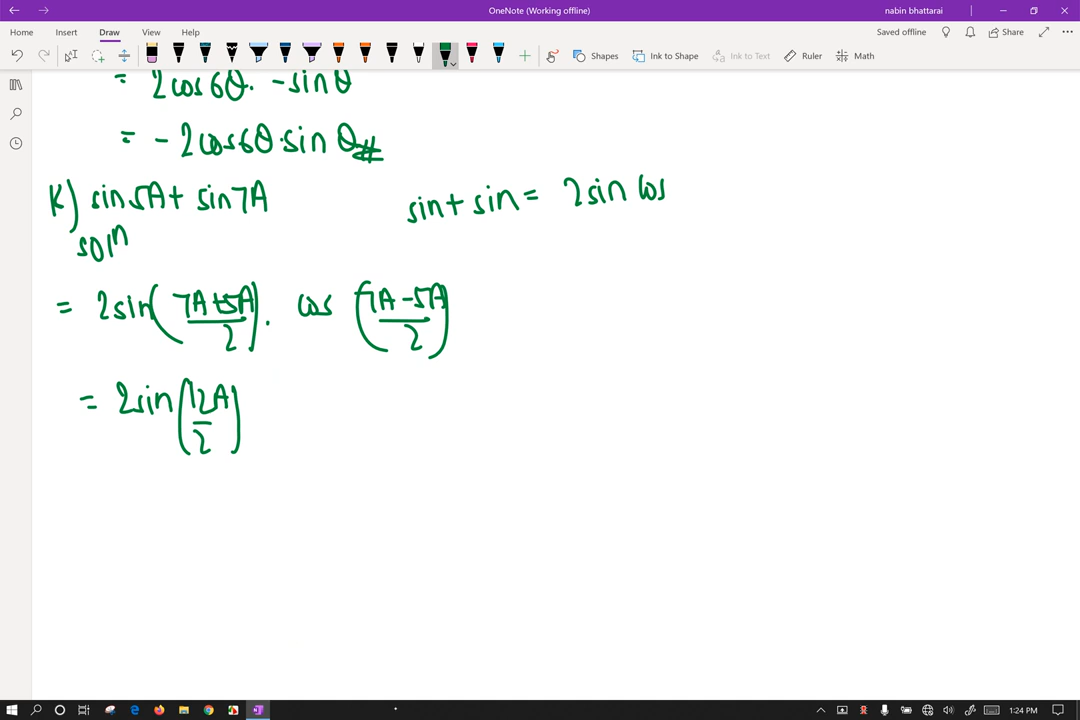 OneNote (Working offline)
nabin bhattarai
Home Insert Draw View Help
Saved offline Share
Shapes Ink to Shape Ink to Text Ruler Math
= 2cos6θ. -sinθ
= - 2cos6θ.sinθ#
K) sin5A+ sin7A
sin+ sin = 2sin cos
solⁿ
= 2sin(7A+5A/2). cos (7A-5A/2)
= 2sin(12A/2)
1:24 PM